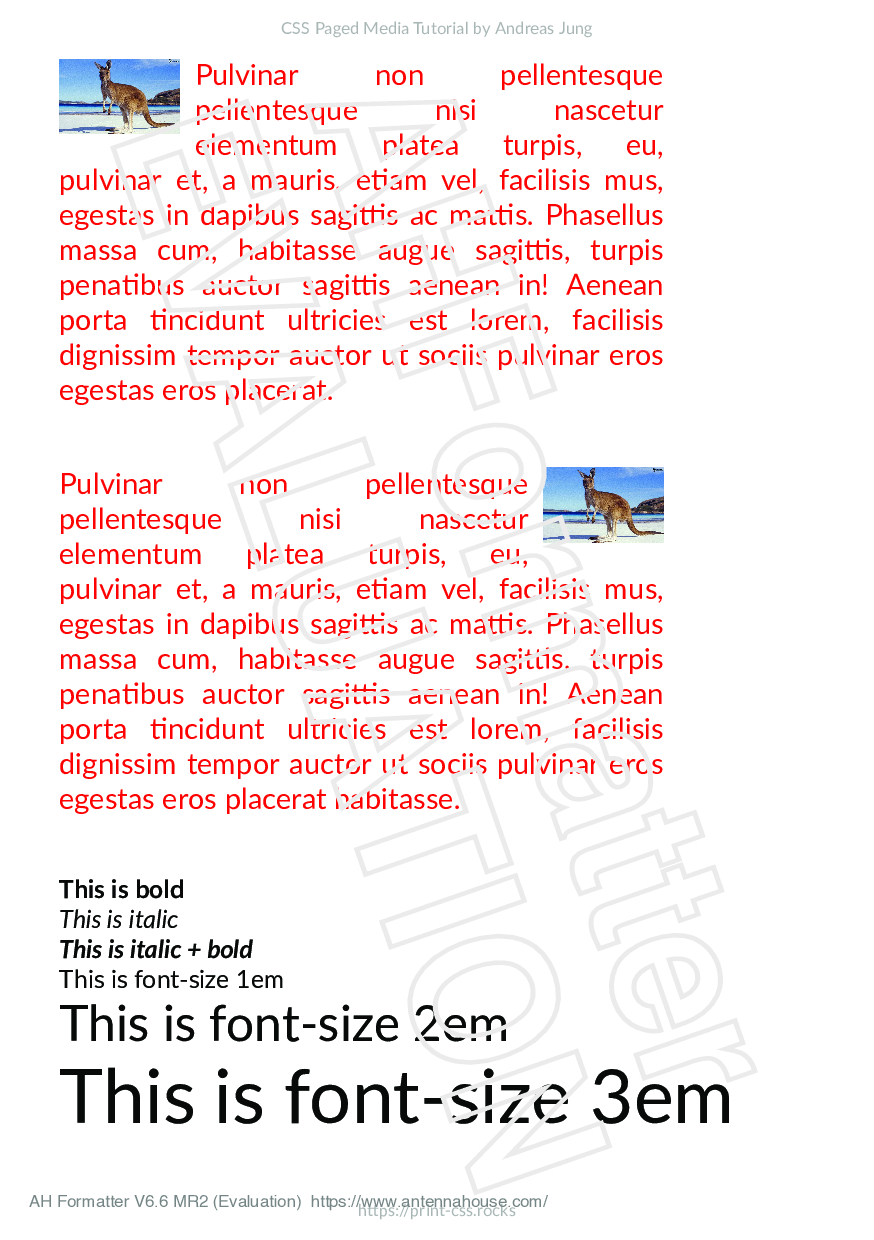 CSS Paged Media Tutorial by Andreas Jung
Pulvinar non pellentesque
pellentesque nisi nascetur
elementum platea turpis, eu,
pulvinar et, a mauris, etiam vel, facilisis mus,
egestas in dapibus sagittis ac mattis. Phasellus
massa cum, habitasse augue sagittis, turpis
penatibus auctor sagittis aenean in! Aenean
porta tincidunt ultricies est lorem, facilisis
dignissim tempor auctor ut sociis pulvinar eros
egestas eros placerat.
Pulvinar non pellentesque
pellentesque nisi nascetur
elementum platea turpis, eu,
pulvinar et, a mauris, etiam vel, facilisis mus,
egestas in dapibus sagittis ac mattis. Phasellus
massa cum, habitasse augue sagittis, turpis
penatibus auctor sagittis aenean in! Aenean
porta tincidunt ultricies est lorem, facilisis
dignissim tempor auctor ut sociis pulvinar eros
egestas eros placerat habitasse.
This is bold
This is italic
This is italic + bold
This is font-size 1em
This is font-size 2em
This is font-size 3em
AH Formatter V6.6 MR2 (Evaluation) https://www.antennahouse.com/
https://print-css.rocks
AHFormatter
EVALUATION